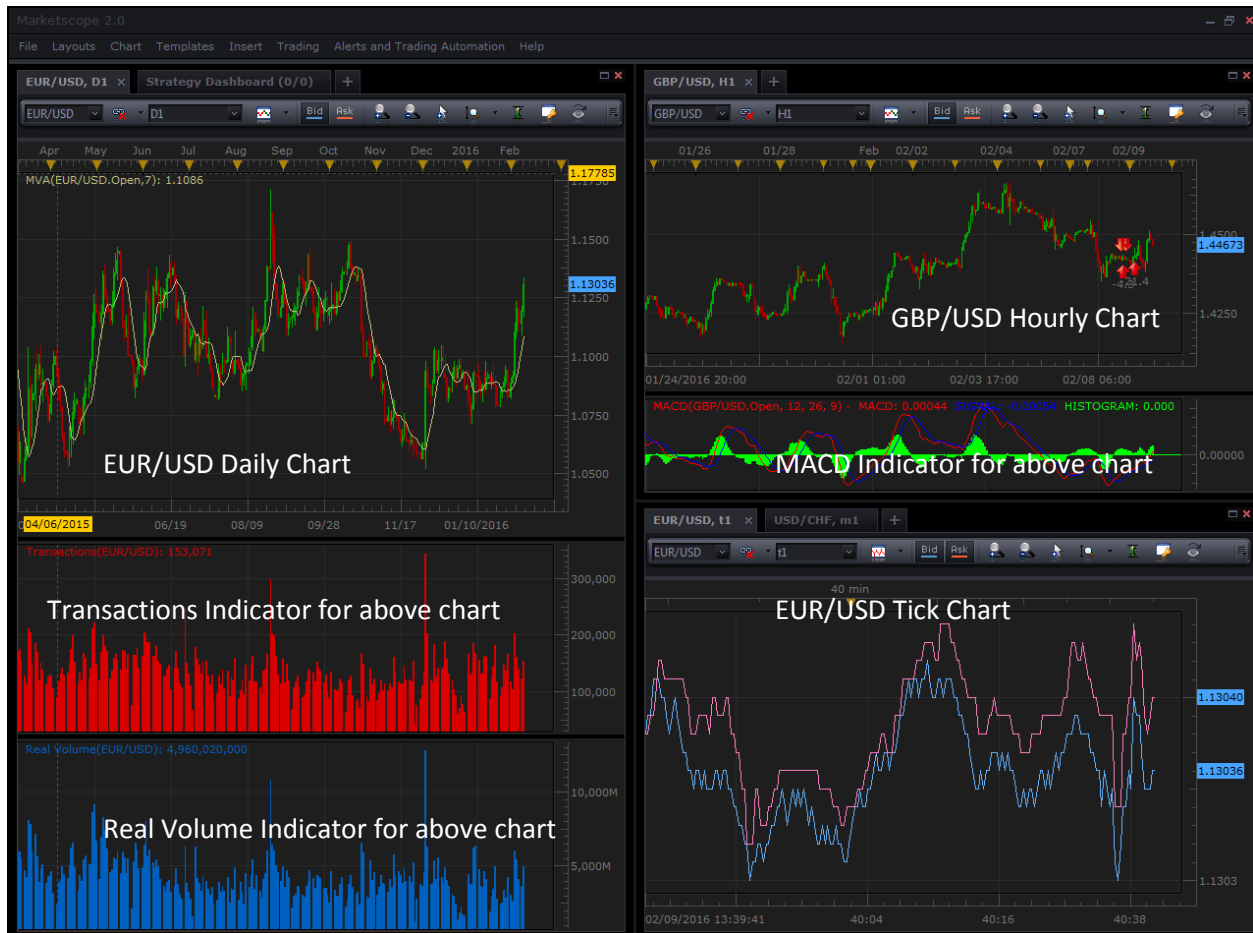 Marketscope 2.0
File Layouts Chart Templates Insert Trading Alerts and Trading Automation Help
EUR/USD, D1 × Strategy Dashboard (0/0) +
EUR/USD D1 Bid Ask
Apr May Jun Jul Aug Sep Oct Nov Dec 2016 Feb
MVA(EUR/USD.Open,7): 1.1086
1.17785
1.1500
1.13036
1.1250
1.1000
1.0750
1.0500
EUR/USD Daily Chart
04/06/2015 06/19 08/09 09/28 11/17 01/10/2016
Transactions(EUR/USD): 153,071
300,000
Transactions Indicator for above chart
200,000
100,000
Real Volume(EUR/USD): 4,960,020,000
10,000M
Real Volume Indicator for above chart
5,000M
GBP/USD, H1 × +
GBP/USD H1 Bid Ask
01/26 01/28 Feb 02/02 02/04 02/07 02/09
1.4500
1.44673
GBP/USD Hourly Chart
1.4250
01/24/2016 20:00 02/01 01:00 02/03 17:00 02/08 06:00
MACD(GBP/USD.Open, 12, 26, 9) - MACD: 0.00044 HISTOGRAM: 0.000
MACD Indicator for above chart
0.00000
EUR/USD, t1 × USD/CHF, m1 +
EUR/USD t1 Bid Ask
40 min
EUR/USD Tick Chart
1.13040
1.13036
1.1303
02/09/2016 13:39:41 40:04 40:16 40:38